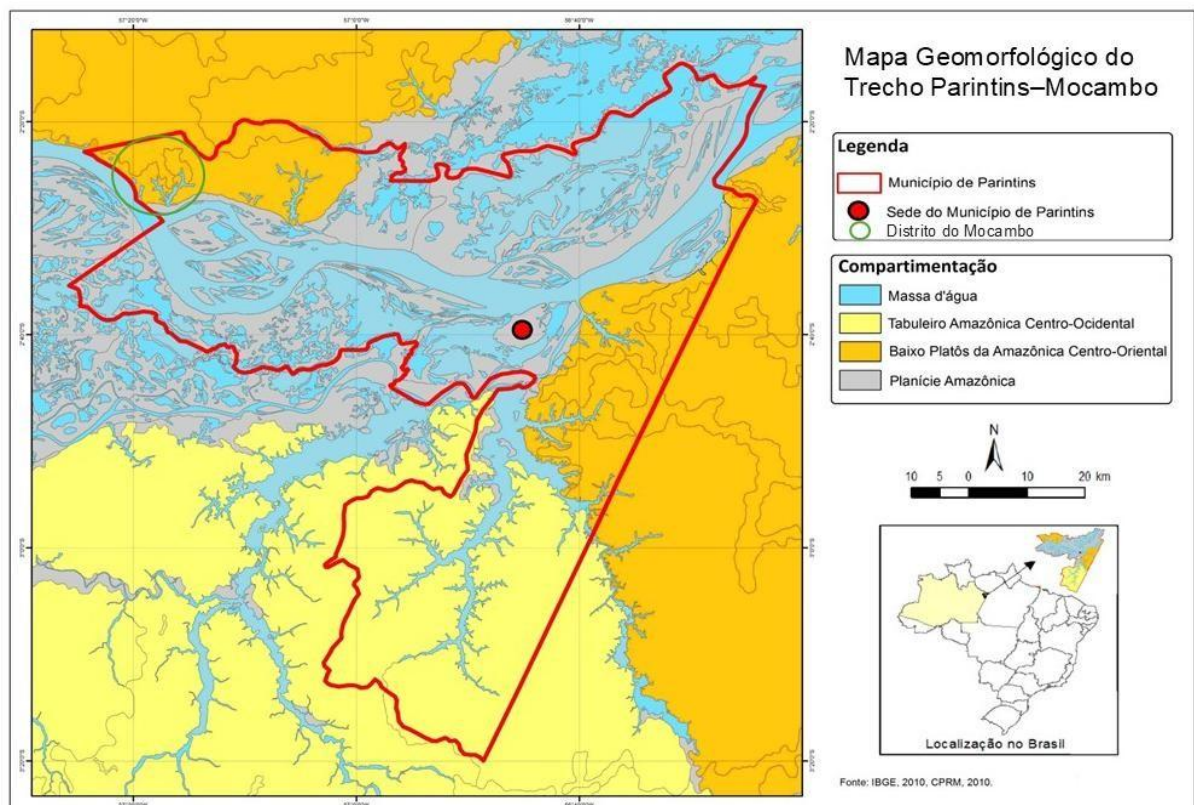 Mapa Geomorfológico do
Trecho Parintins–Mocambo
Legenda
Município de Parintins
Sede do Município de Parintins
Distrito do Mocambo
Compartimentação
Massa d'água
Tabuleiro Amazônica Centro-Ocidental
Baixo Platôs da Amazônica Centro-Oriental
Planície Amazônica
N
10 5 0 10 20 km
Localização no Brasil
Fonte: IBGE, 2010, CPRM, 2010.